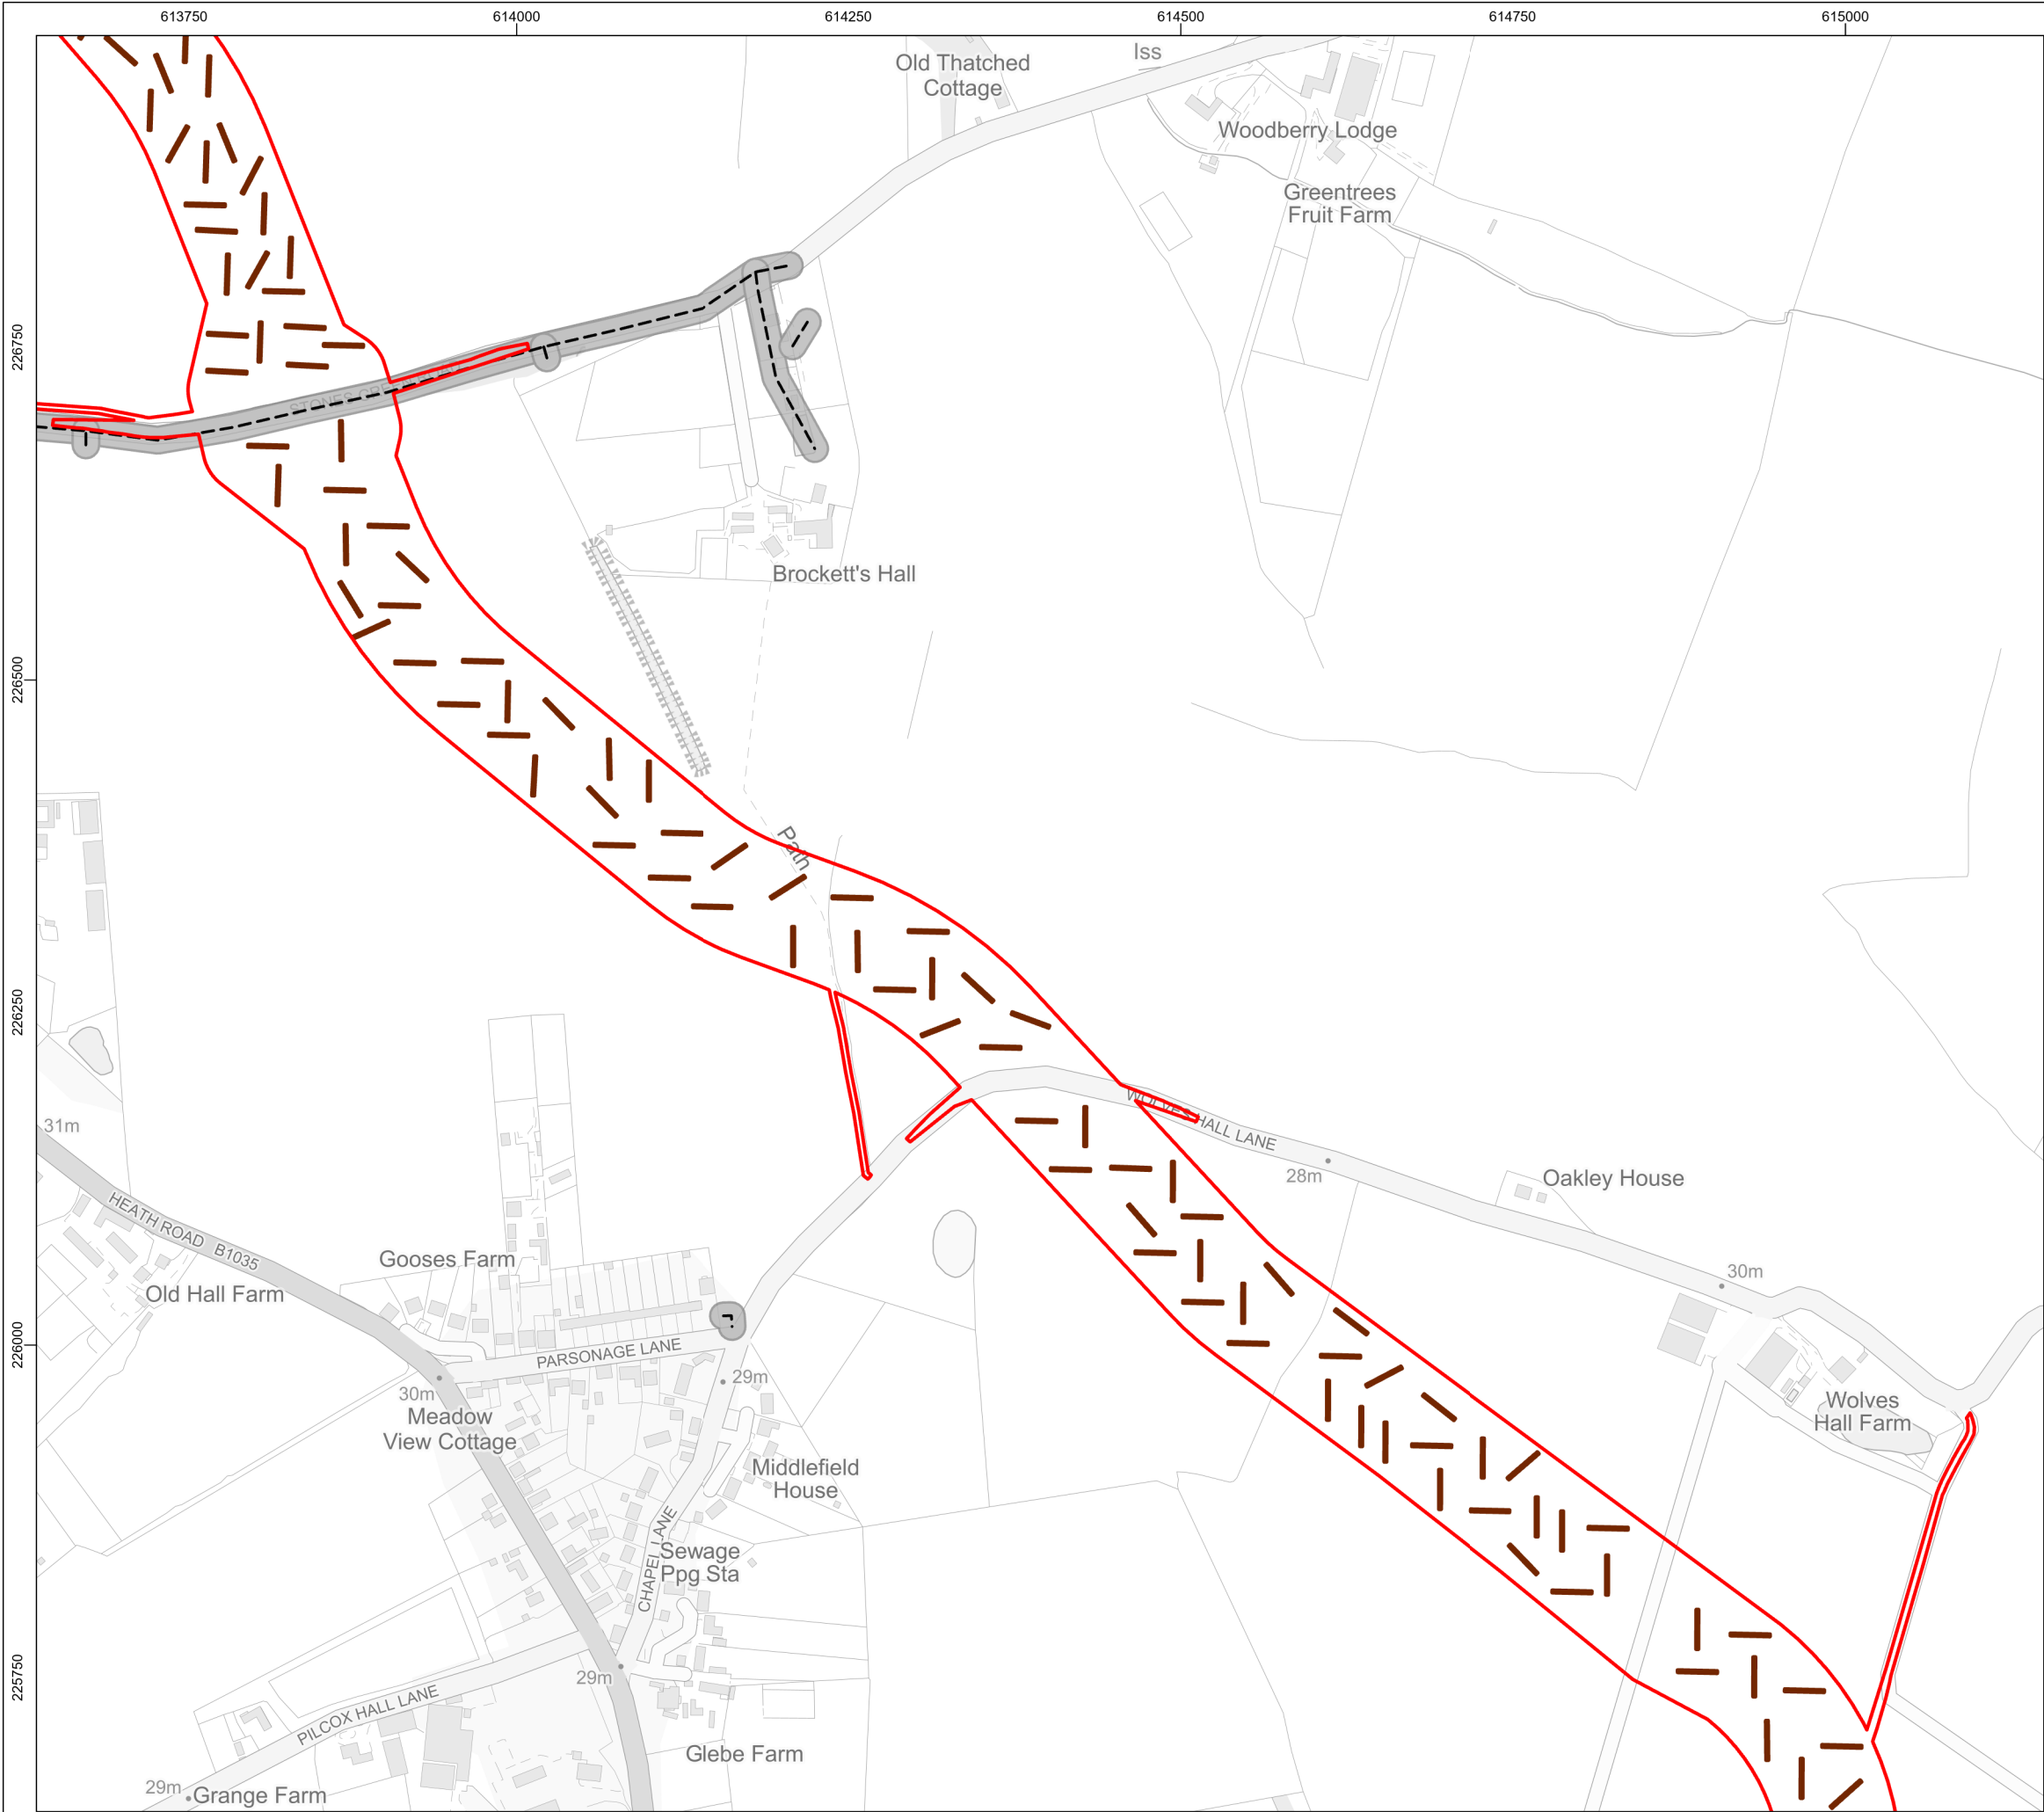 613750
614000
614250
614500
614750
615000
226750
226500
226250
226000
225750
Iss
Old Thatched
Cottage
Woodberry Lodge
Greentrees
Fruit Farm
Brockett's Hall
Path
WOLVES HALL LANE
28m
Oakley House
30m
31m
HEATH ROAD B1035
Gooses Farm
Old Hall Farm
PARSONAGE LANE
29m
30m
Meadow
View Cottage
Wolves
Hall Farm
Middlefield
House
CHAPEL LANE
Sewage
Ppg Sta
29m
PILCOX HALL LANE
Glebe Farm
29m
Grange Farm